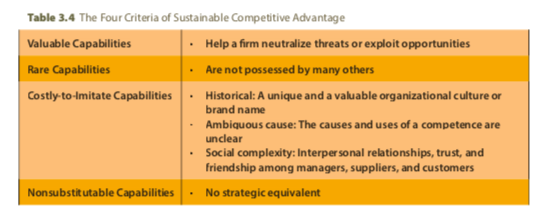 Table 3.4 The Four Criteria of Sustainable Competitive Advantage
Valuable Capabilities • Help a firm neutralize threats or exploit opportunities
Rare Capabilities • Are not possessed by many others
Costly-to-Imitate Capabilities • Historical: A unique and a valuable organizational culture or
brand name
• Ambiquous cause: The causes and uses of a competence are
unclear
• Social complexity: Interpersonal relationships, trust, and
friendship among managers, suppliers, and customers
Nonsubstitutable Capabilities • No strategic equivalent